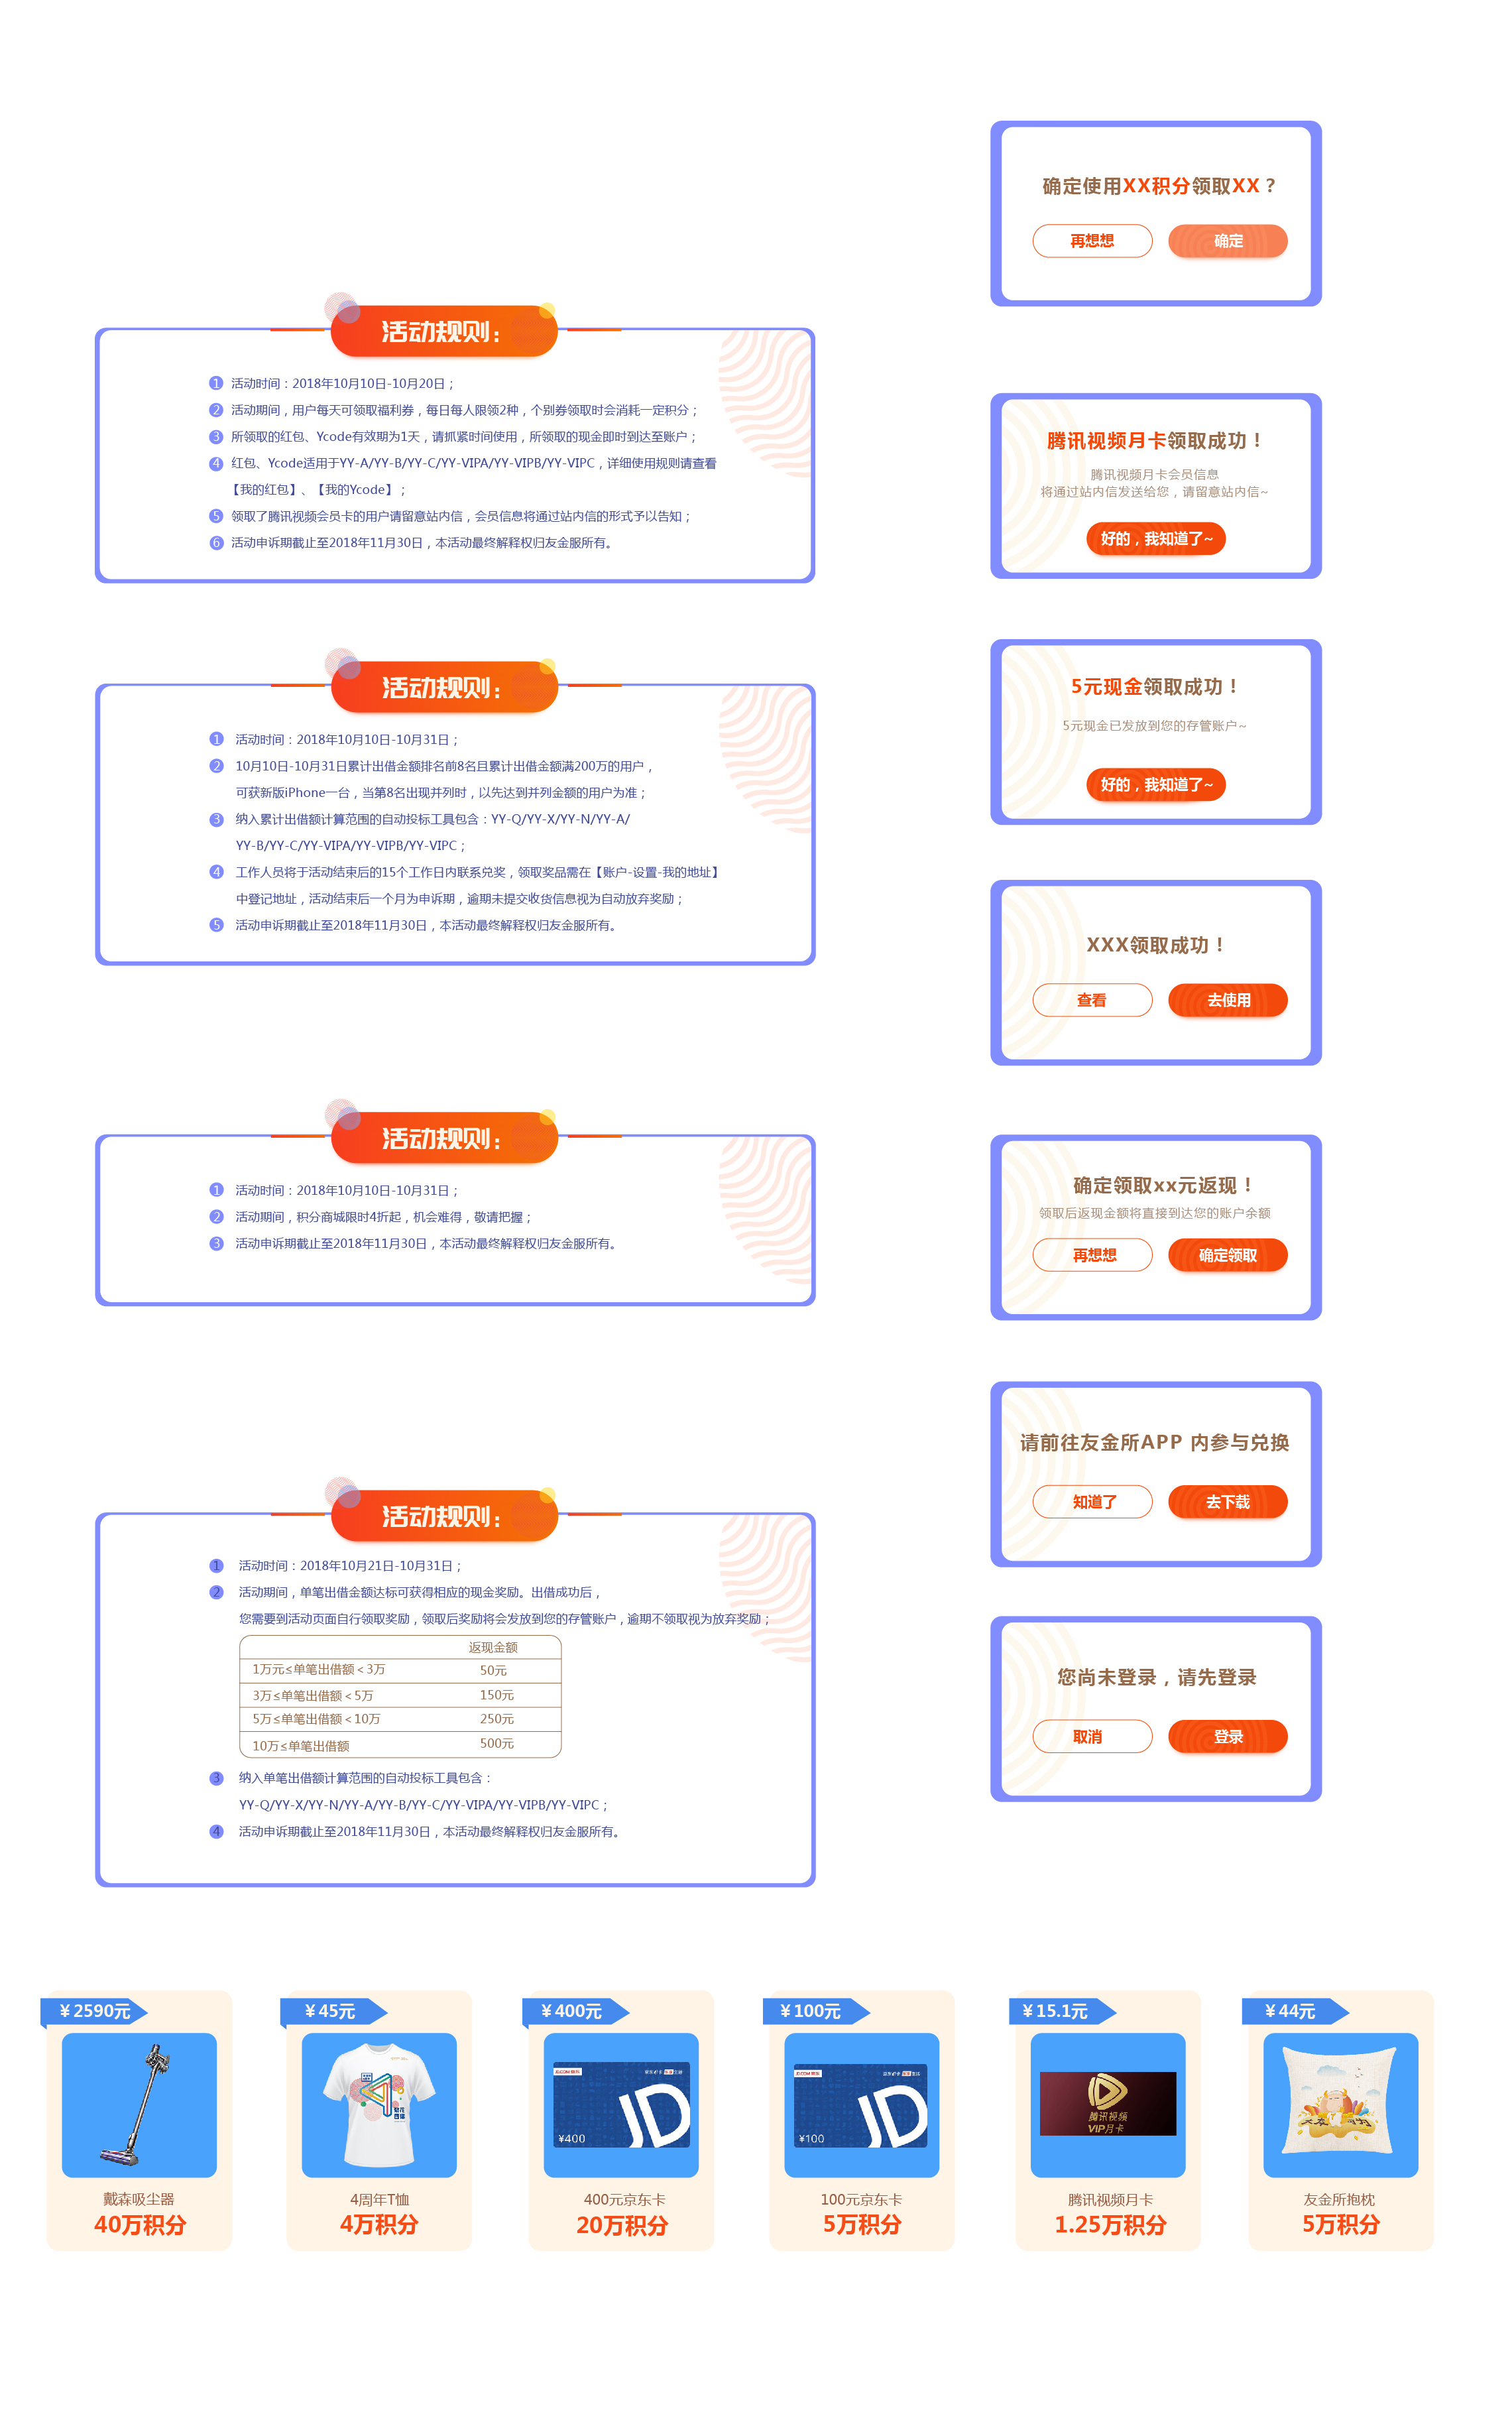 活动规则：
1 活动时间：2018年10月10日-10月20日；
2 活动期间，用户每天可领取福利券，每日每人限领2种，个别券领取时会消耗一定积分；
3 所领取的红包、Ycode有效期为1天，请抓紧时间使用，所领取的现金即时到达至账户；
4 红包、Ycode适用于YY-A/YY-B/YY-C/YY-VIPA/YY-VIPB/YY-VIPC，详细使用规则请查看
【我的红包】、【我的Ycode】；
5 领取了腾讯视频会员卡的用户请留意站内信，会员信息将通过站内信的形式予以告知；
6 活动申诉期截止至2018年11月30日，本活动最终解释权归友金服所有。
活动规则：
1 活动时间：2018年10月10日-10月31日；
2 10月10日-10月31日累计出借金额排名前8名且累计出借金额满200万的用户，
可获新版iPhone一台，当第8名出现并列时，以先达到并列金额的用户为准；
3 纳入累计出借额计算范围的自动投标工具包含：YY-Q/YY-X/YY-N/YY-A/
YY-B/YY-C/YY-VIPA/YY-VIPB/YY-VIPC；
4 工作人员将于活动结束后的15个工作日内联系兑奖，领取奖品需在【账户-设置-我的地址】
中登记地址，活动结束后一个月为申诉期，逾期未提交收货信息视为自动放弃奖励；
5 活动申诉期截止至2018年11月30日，本活动最终解释权归友金服所有。
活动规则：
1 活动时间：2018年10月10日-10月31日；
2 活动期间，积分商城限时4折起，机会难得，敬请把握；
3 活动申诉期截止至2018年11月30日，本活动最终解释权归友金服所有。
活动规则：
1 活动时间：2018年10月21日-10月31日；
2 活动期间，单笔出借金额达标可获得相应的现金奖励。出借成功后，
您需要到活动页面自行领取奖励，领取后奖励将会发放到您的存管账户，逾期不领取视为放弃奖励；
返现金额
1万元≤单笔出借额＜3万 50元
3万≤单笔出借额＜5万 150元
5万≤单笔出借额＜10万 250元
10万≤单笔出借额 500元
3 纳入单笔出借额计算范围的自动投标工具包含：
YY-Q/YY-X/YY-N/YY-A/YY-B/YY-C/YY-VIPA/YY-VIPB/YY-VIPC；
4 活动申诉期截止至2018年11月30日，本活动最终解释权归友金服所有。
确定使用XX积分领取XX？
再想想 确定
腾讯视频月卡领取成功！
腾讯视频月卡会员信息
将通过站内信发送给您，请留意站内信~
好的，我知道了~
5元现金领取成功！
5元现金已发放到您的存管账户~
好的，我知道了~
XXX领取成功！
查看 去使用
确定领取xx元返现！
领取后返现金额将直接到达您的账户余额
再想想 确定领取
请前往友金所APP 内参与兑换
知道了 去下载
您尚未登录，请先登录
取消 登录
￥2590元
戴森吸尘器
40万积分
￥45元
4周年T恤
4万积分
￥400元
JD.COM 京东
JD
¥400
400元京东卡
20万积分
￥100元
JD.COM 京东
JD
¥100
100元京东卡
5万积分
￥15.1元
腾讯视频
VIP月卡
腾讯视频月卡
1.25万积分
￥44元
友金所抱枕
5万积分